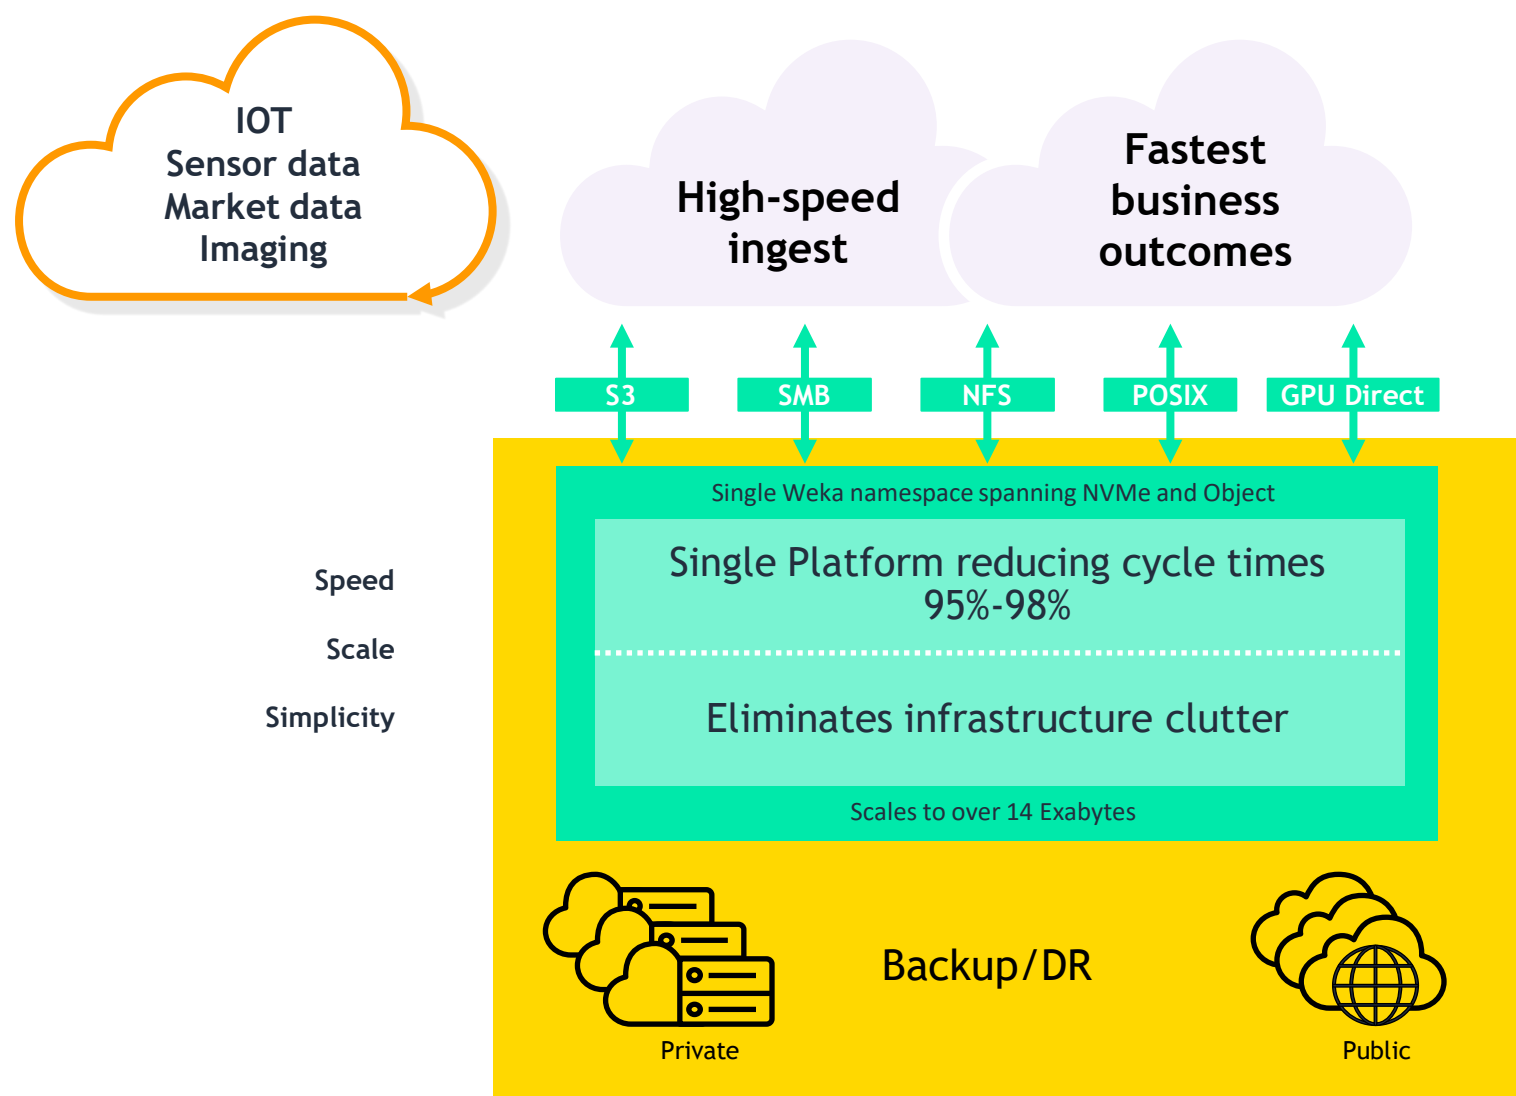 IOT
Sensor data
Market data
Imaging
High-speed
ingest
Fastest
business
outcomes
S3
SMB
NFS
POSIX
GPU Direct
Single Weka namespace spanning NVMe and Object
Single Platform reducing cycle times
95%-98%
Eliminates infrastructure clutter
Scales to over 14 Exabytes
Speed
Scale
Simplicity
Backup/DR
Private
Public